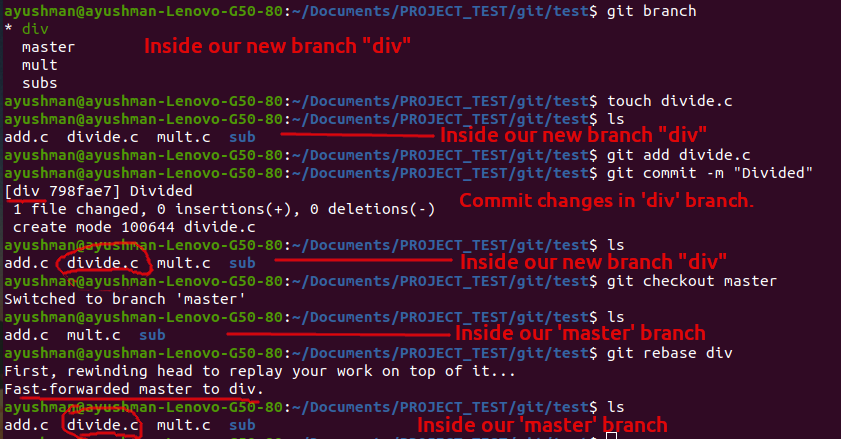 ayushman@ayushman-Lenovo-G50-80:~/Documents/PROJECT_TEST/git/test$ git branch
* div
master
Inside our new branch "div"
mult
subs
ayushman@ayushman-Lenovo-G50-80:~/Documents/PROJECT_TEST/git/test$ touch divide.c
ayushman@ayushman-Lenovo-G50-80:~/Documents/PROJECT_TEST/git/test$ ls
add.c divide.c mult.c sub Inside our new branch "div"
ayushman@ayushman-Lenovo-G50-80:~/Documents/PROJECT_TEST/git/test$ git add divide.c
ayushman@ayushman-Lenovo-G50-80:~/Documents/PROJECT_TEST/git/test$ git commit -m "Divided"
[div 798fae7] Divided
Commit changes in 'div' branch.
1 file changed, 0 insertions(+), 0 deletions(-)
create mode 100644 divide.c
ayushman@ayushman-Lenovo-G50-80:~/Documents/PROJECT_TEST/git/test$ ls
add.c divide.c mult.c sub Inside our new branch "div"
ayushman@ayushman-Lenovo-G50-80:~/Documents/PROJECT_TEST/git/test$ git checkout master
Switched to branch 'master'
ayushman@ayushman-Lenovo-G50-80:~/Documents/PROJECT_TEST/git/test$ ls
add.c mult.c sub Inside our 'master' branch
ayushman@ayushman-Lenovo-G50-80:~/Documents/PROJECT_TEST/git/test$ git rebase div
First, rewinding head to replay your work on top of it...
Fast-forwarded master to div.
ayushman@ayushman-Lenovo-G50-80:~/Documents/PROJECT_TEST/git/test$ ls
add.c divide.c mult.c sub Inside our 'master' branch
ayushman@ayushman-Lenovo-G50-80:~/Documents/PROJECT_TEST/git/test$